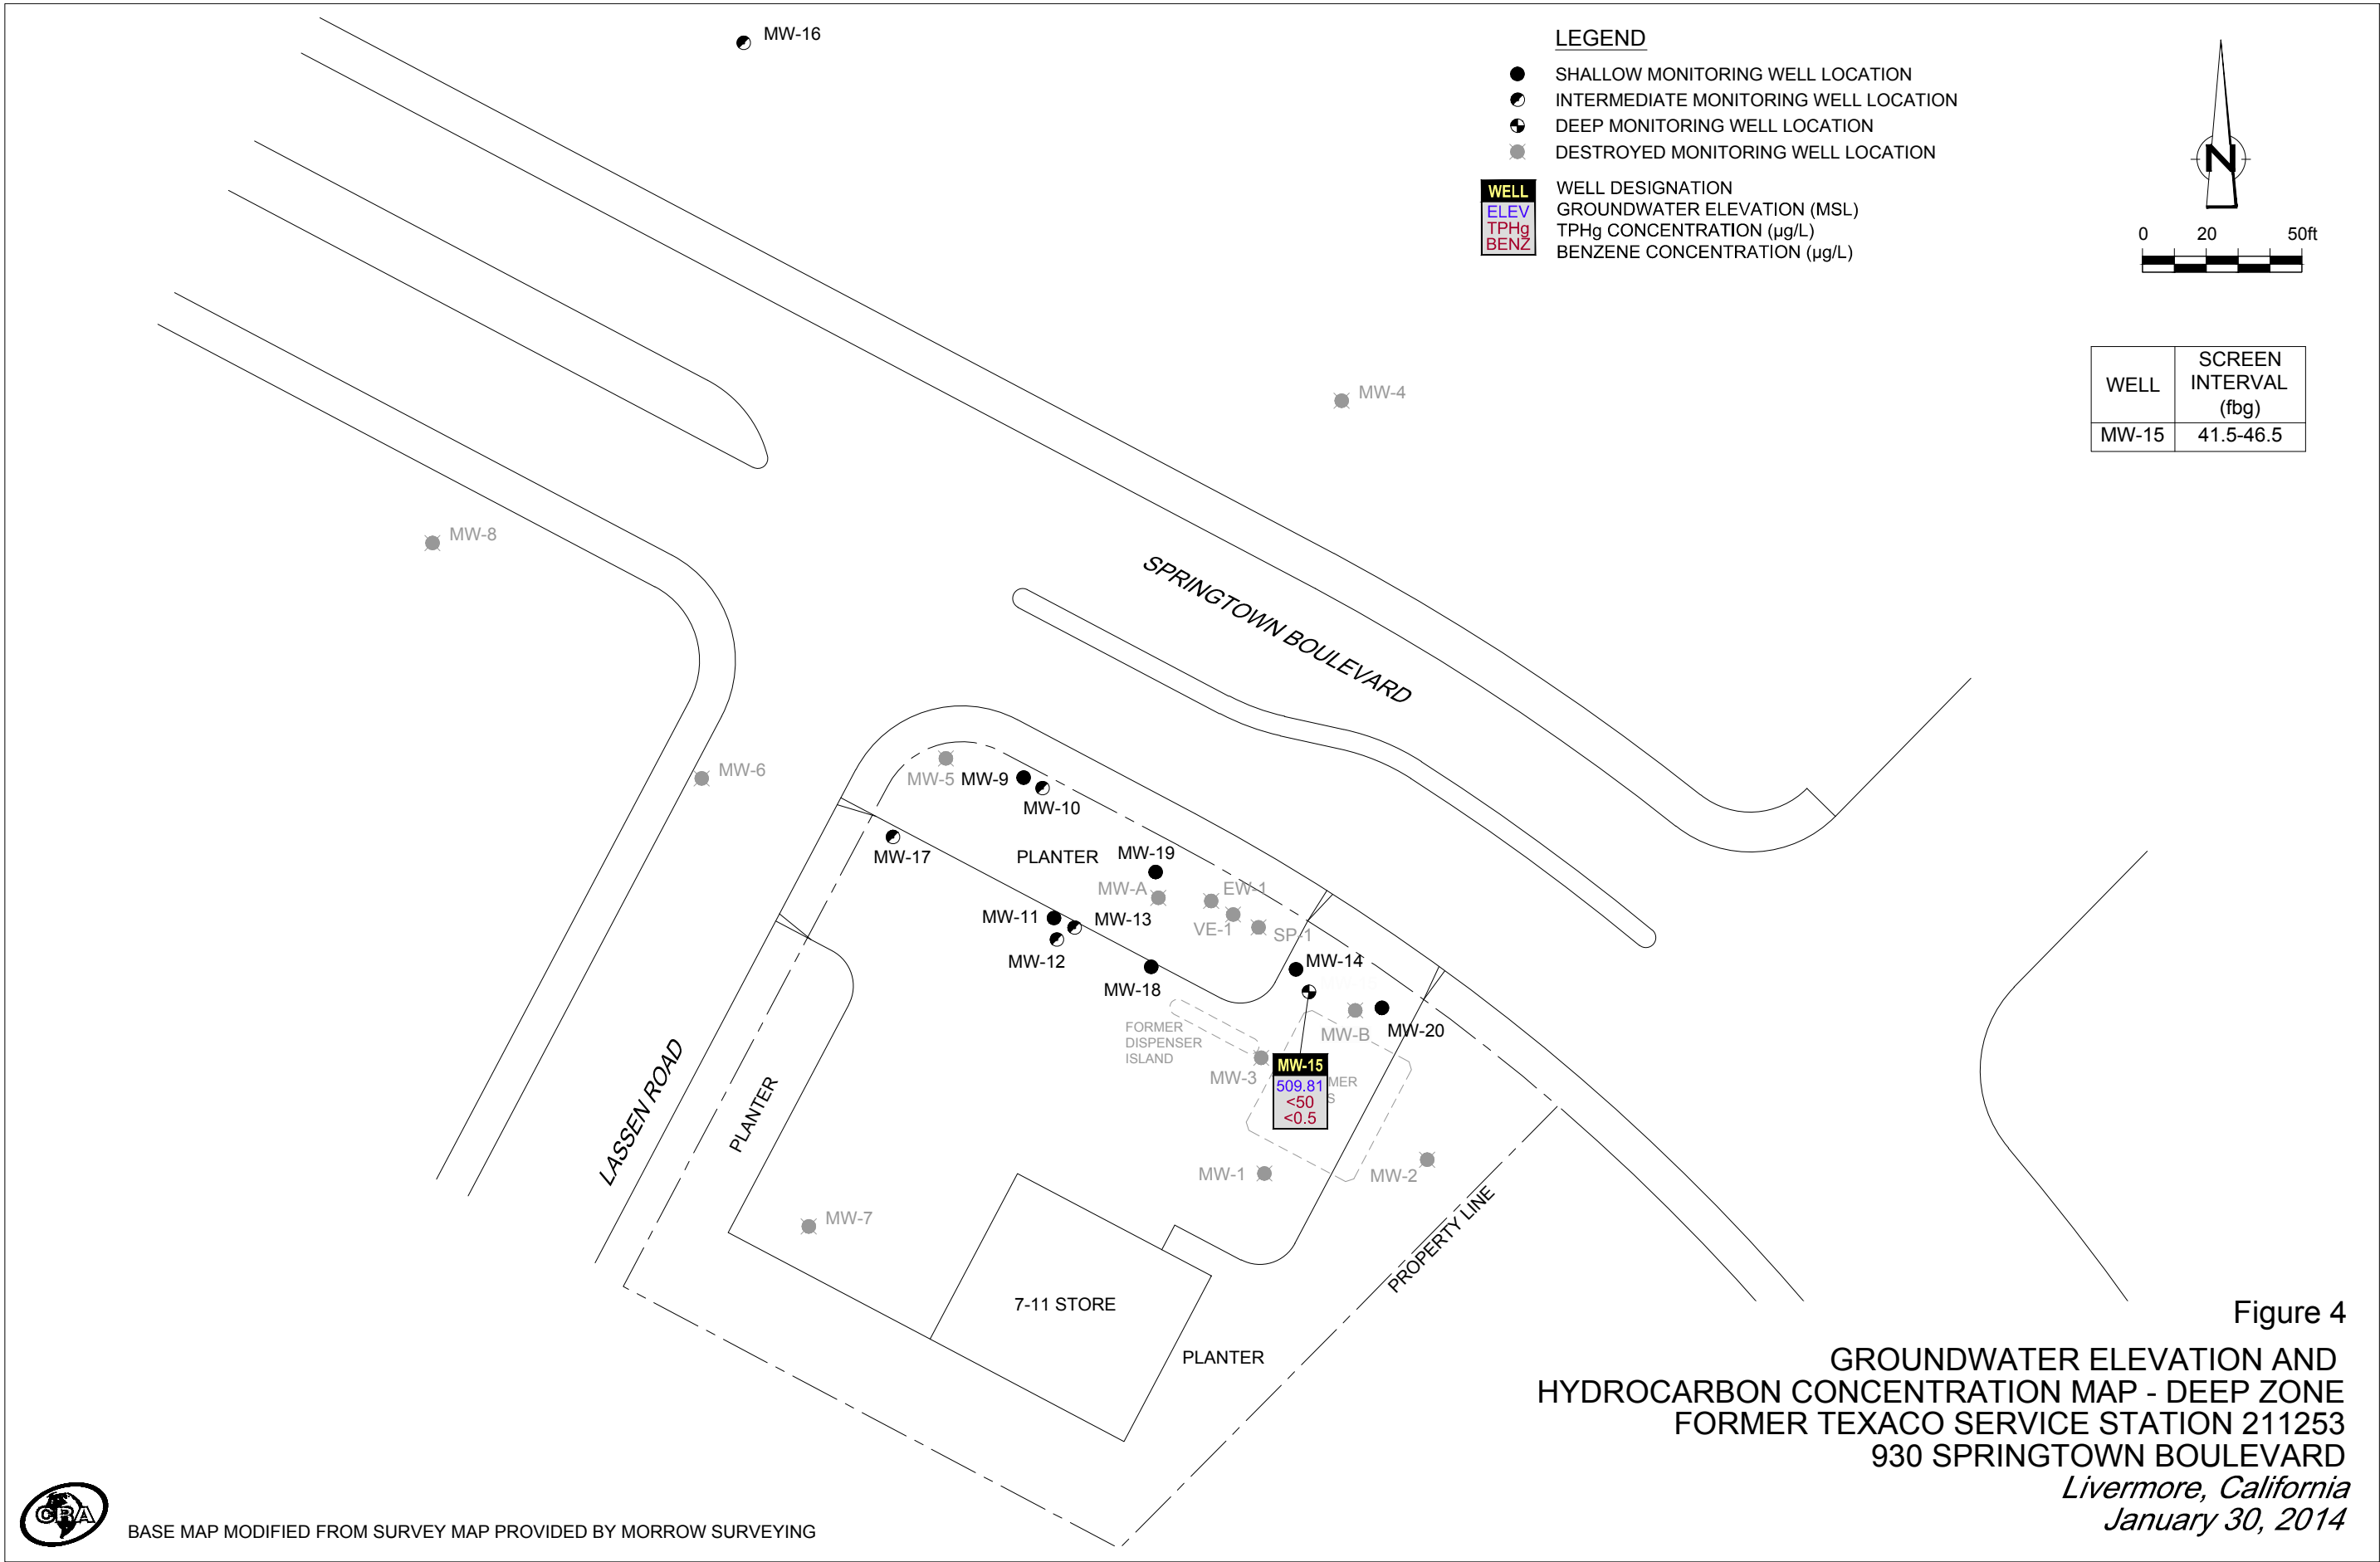 MW-16
LEGEND
SHALLOW MONITORING WELL LOCATION
INTERMEDIATE MONITORING WELL LOCATION
DEEP MONITORING WELL LOCATION
DESTROYED MONITORING WELL LOCATION
WELL
ELEV
TPHg
BENZ
WELL DESIGNATION
GROUNDWATER ELEVATION (MSL)
TPHg CONCENTRATION (µg/L)
BENZENE CONCENTRATION (µg/L)
N
0 20 50ft
WELL
SCREEN
INTERVAL
(fbg)
MW-15 41.5-46.5
MW-4
MW-8
SPRINGTOWN BOULEVARD
MW-6
MW-5
MW-9
MW-10
MW-17
PLANTER
MW-19
MW-A
EW-1
VE-1
SP-1
MW-11
MW-13
MW-12
MW-18
MW-14
MW-B
MW-20
FORMER
DISPENSER
ISLAND
MW-3
MW-15
509.81
<50
<0.5
MER
S
LASSEN ROAD
PLANTER
MW-1
MW-2
MW-7
PROPERTY LINE
7-11 STORE
PLANTER
Figure 4
GROUNDWATER ELEVATION AND
HYDROCARBON CONCENTRATION MAP - DEEP ZONE
FORMER TEXACO SERVICE STATION 211253
930 SPRINGTOWN BOULEVARD
Livermore, California
January 30, 2014
CRA
BASE MAP MODIFIED FROM SURVEY MAP PROVIDED BY MORROW SURVEYING